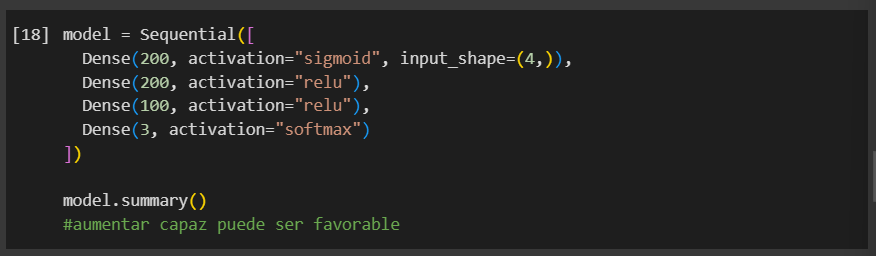 [18] model = Sequential([
Dense(200, activation="sigmoid", input_shape=(4,)),
Dense(200, activation="relu"),
Dense(100, activation="relu"),
Dense(3, activation="softmax")
])
model.summary()
#aumentar capaz puede ser favorable